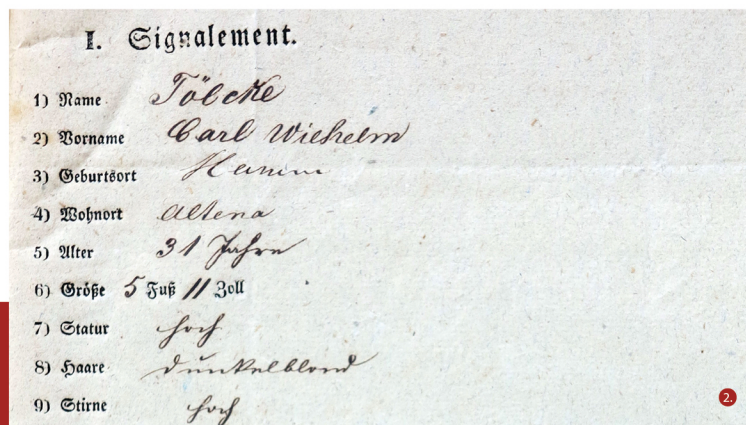 I. Signalement.
1) Name Tölcke
2) Vorname Carl Wielhelm
3) Geburtsort Hamm
4) Wohnort Altena
5) Alter 31 Jahre
6) Größe 5 Fuß 11 Zoll
7) Statur hoch
8) Haare dunkelblond
9) Stirne hoch
2.